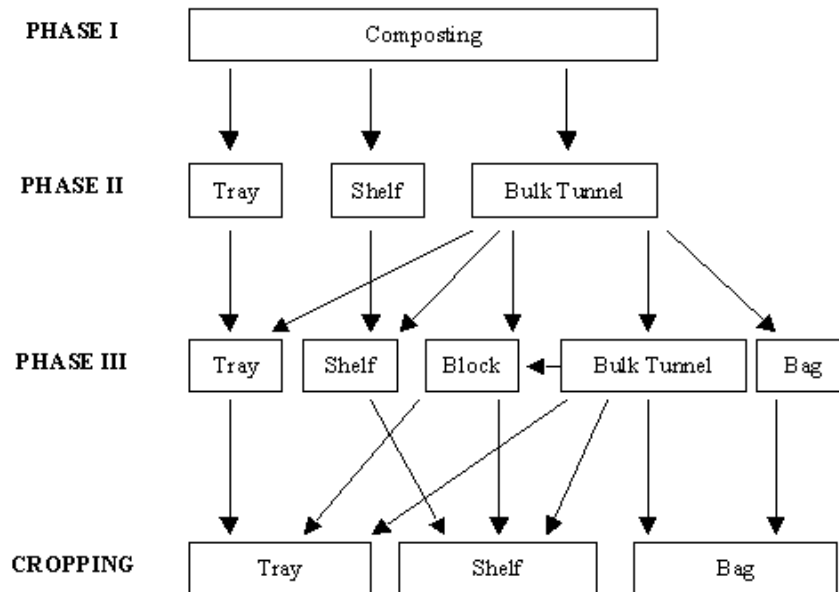 PHASE I
Composting
PHASE II
Tray
Shelf
Bulk Tunnel
PHASE III
Tray
Shelf
Block
Bulk Tunnel
Bag
CROPPING
Tray
Shelf
Bag